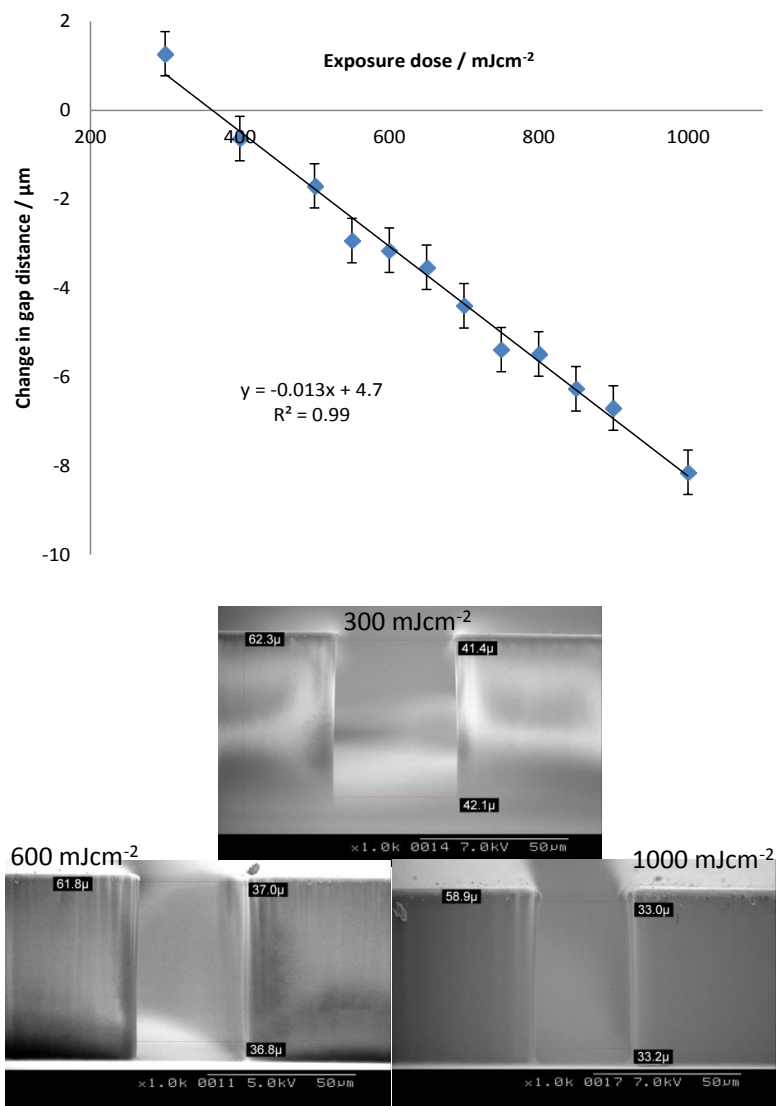 2
Exposure dose / mJcm⁻²
0
200 400 600 800 1000
-2
-4
-6
-8
-10
Change in gap distance / µm
y = -0.013x + 4.7
R² = 0.99
300 mJcm⁻²
62.3µ
41.4µ
42.1µ
x1.0k 0014 7.0kV 50µm
600 mJcm⁻²
61.8µ
37.0µ
36.8µ
x1.0k 0011 5.0kV 50µm
1000 mJcm⁻²
58.9µ
33.0µ
33.2µ
x1.0k 0017 7.0kV 50µm